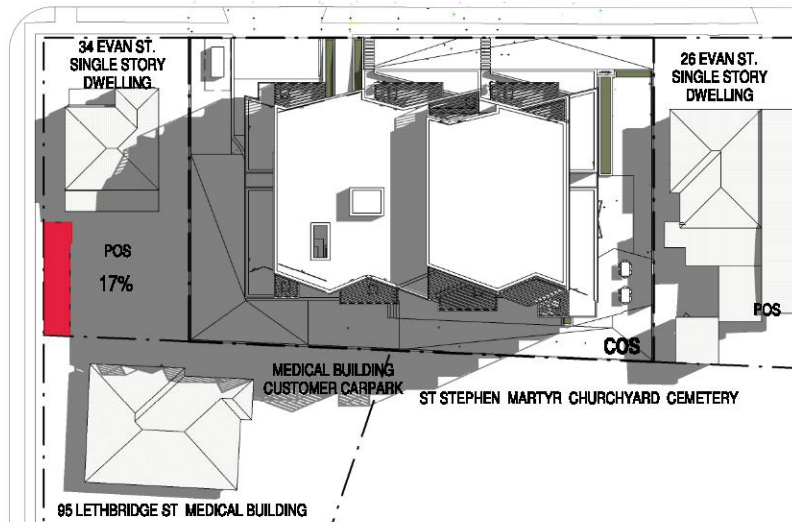 34 EVAN ST.
SINGLE STORY
DWELLING
26 EVAN ST.
SINGLE STORY
DWELLING
POS
17%
POS
COS
MEDICAL BUILDING
CUSTOMER CARPARK
ST STEPHEN MARTYR CHURCHYARD CEMETERY
95 LETHBRIDGE ST MEDICAL BUILDING